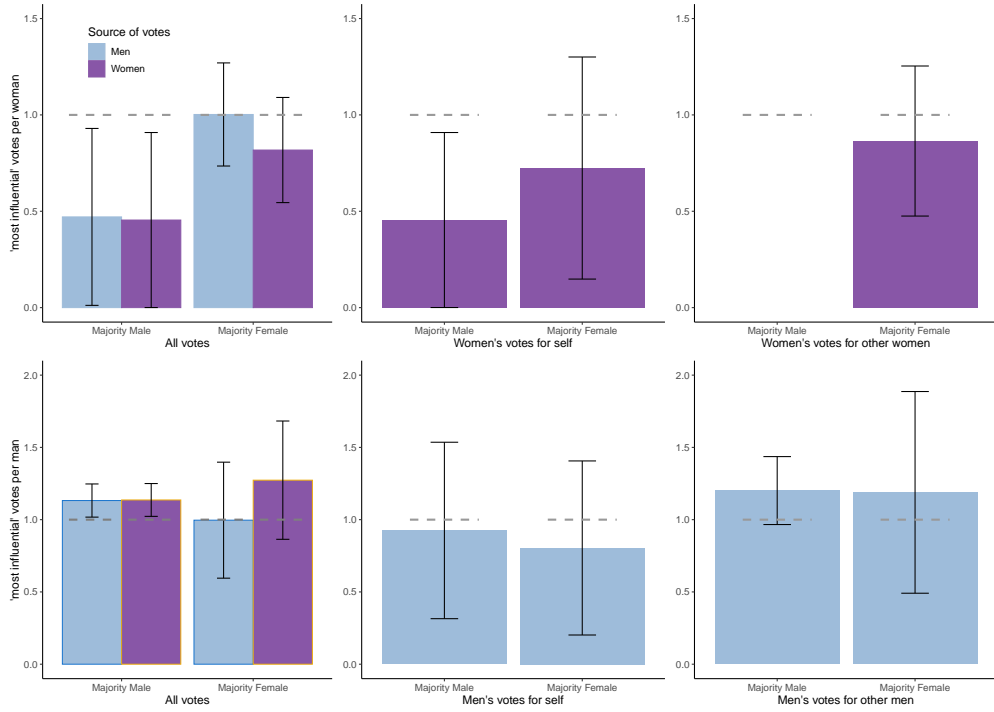 Source of votes
Men
Women
'most influential' votes per woman
1.5
1.0
0.5
0.0
Majority Male
Majority Female
All votes
Majority Male
Majority Female
Women's votes for self
Majority Male
Majority Female
Women's votes for other women
1.5
1.0
0.5
0.0
1.5
1.0
0.5
0.0
'most influential' votes per man
2.0
1.5
1.0
0.5
0.0
Majority Male
Majority Female
All votes
2.0
1.5
1.0
0.5
0.0
Majority Male
Majority Female
Men's votes for self
2.0
1.5
1.0
0.5
0.0
Majority Male
Majority Female
Men's votes for other men